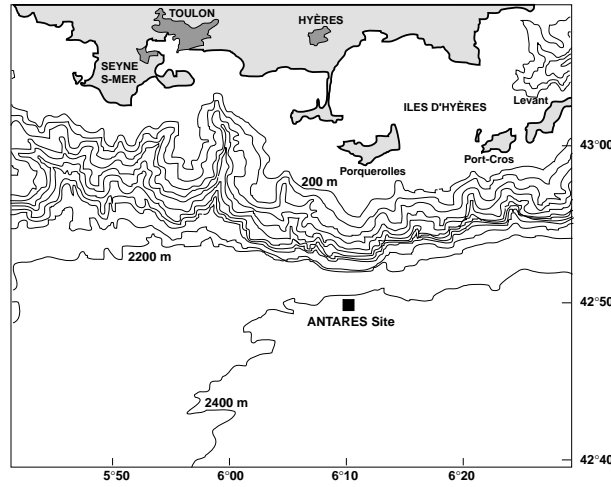 TOULON
HYÈRES
SEYNE
S-MER
ILES D'HYÈRES
Levant
Porquerolles
Port-Cros
43°00
200 m
2200 m
42°50
ANTARES Site
2400 m
42°40
5°50
6°00
6°10
6°20